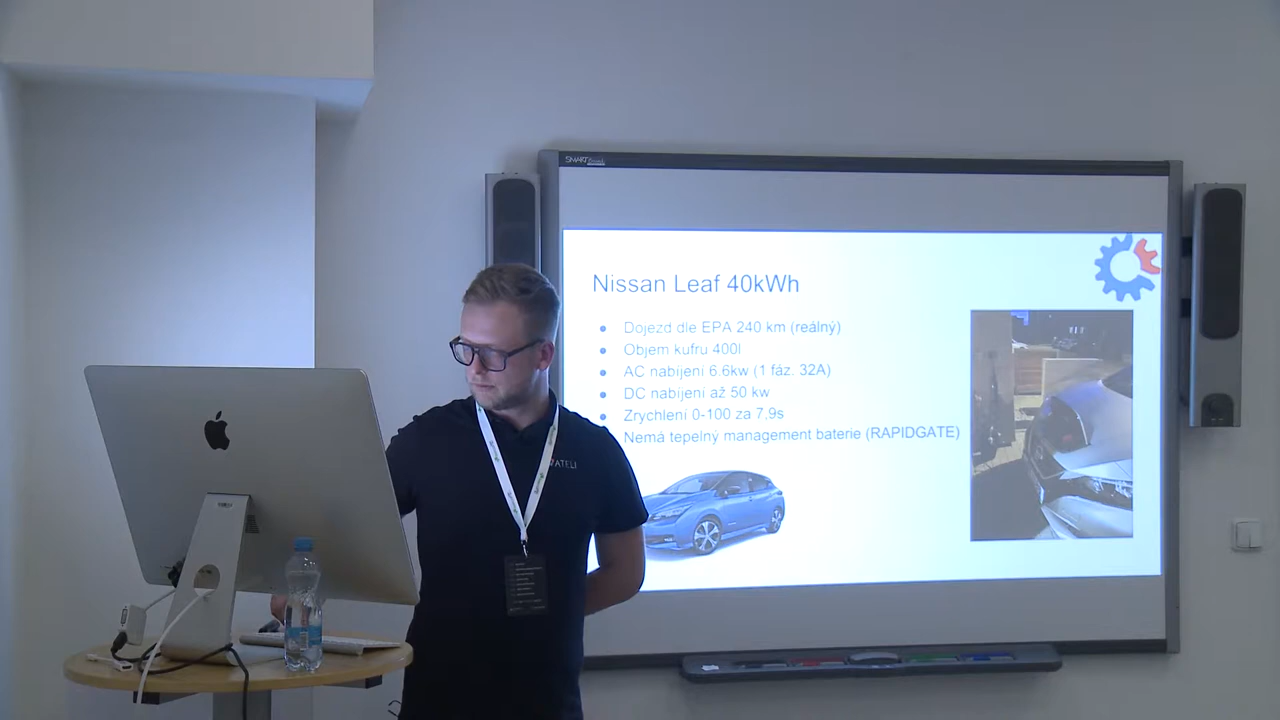 SMART
Nissan Leaf 40kWh
Dojezd dle EPA 240 km (reálný)
Objem kufru 400l
AC nabíjení 6.6kw (1 fáz. 32A)
DC nabíjení až 50 kw
Zrychlení 0-100 za 7,9s
Nemá tepelný management baterie (RAPIDGATE)